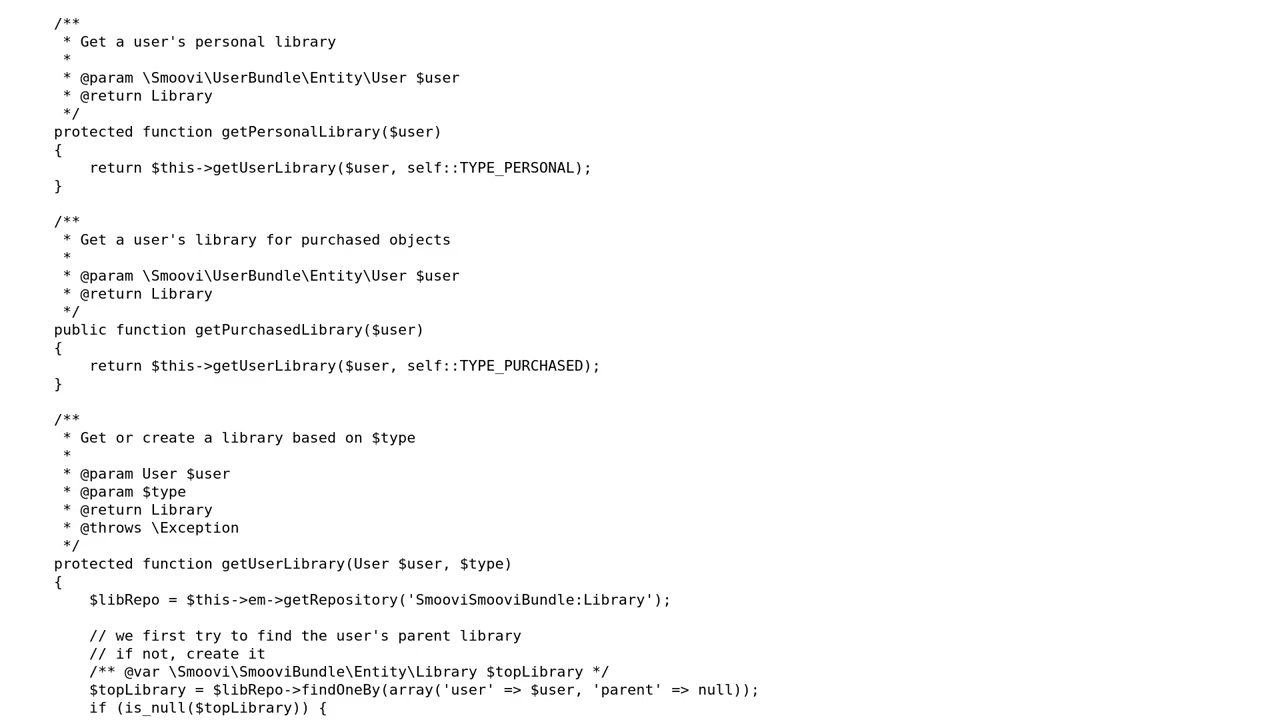 /**
 * Get a user's personal library
 *
 * @param \Smoovi\UserBundle\Entity\User $user
 * @return Library
 */
protected function getPersonalLibrary($user)
{
    return $this->getUserLibrary($user, self::TYPE_PERSONAL);
}

/**
 * Get a user's library for purchased objects
 *
 * @param \Smoovi\UserBundle\Entity\User $user
 * @return Library
 */
public function getPurchasedLibrary($user)
{
    return $this->getUserLibrary($user, self::TYPE_PURCHASED);
}

/**
 * Get or create a library based on $type
 *
 * @param User $user
 * @param $type
 * @return Library
 * @throws \Exception
 */
protected function getUserLibrary(User $user, $type)
{
    $libRepo = $this->em->getRepository('SmooviSmooviBundle:Library');

    // we first try to find the user's parent library
    // if not, create it
    /** @var \Smoovi\SmooviBundle\Entity\Library $topLibrary */
    $topLibrary = $libRepo->findOneBy(array('user' => $user, 'parent' => null));
    if (is_null($topLibrary)) {